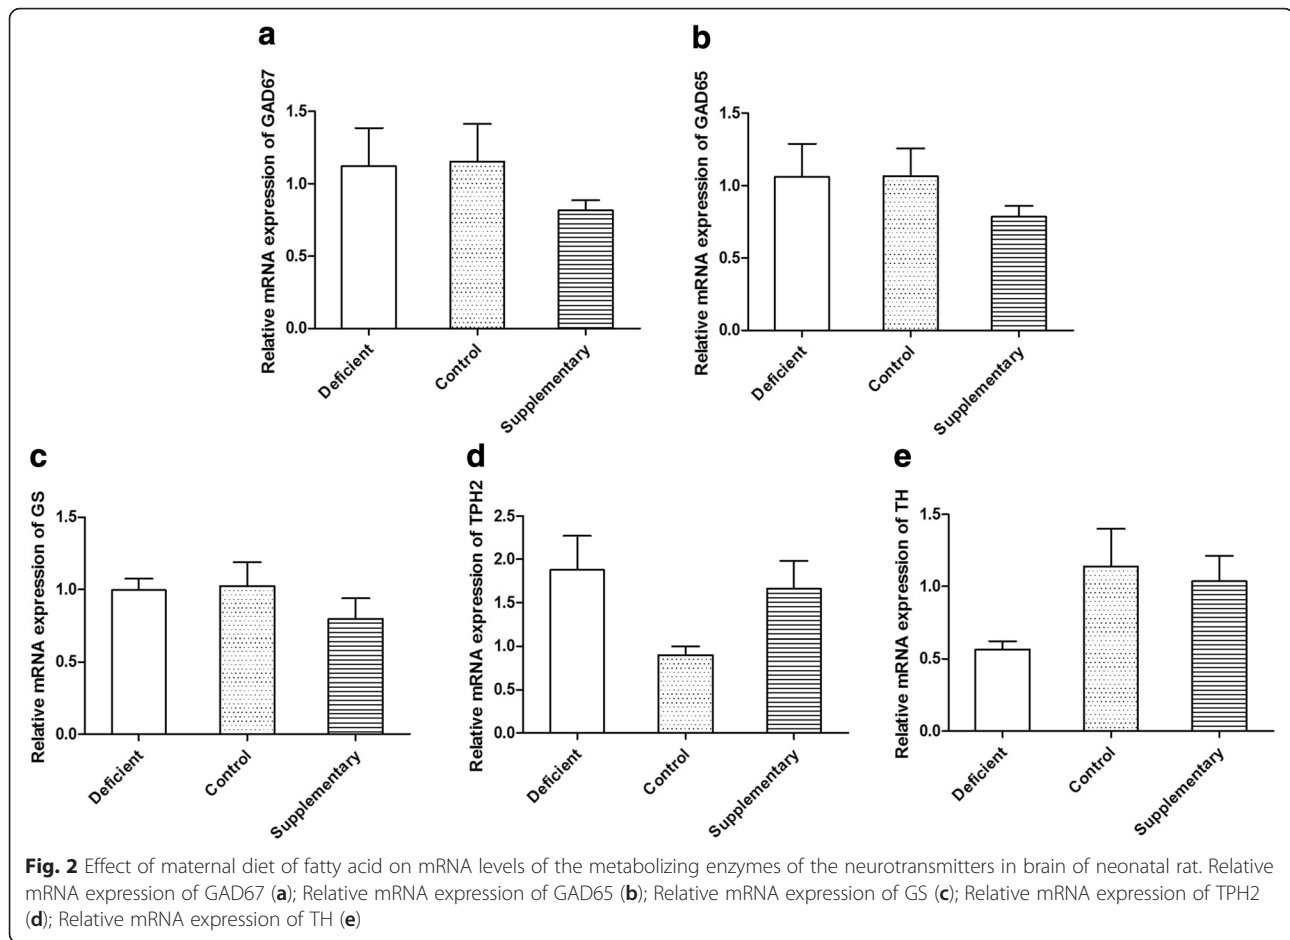 a
Relative mRNA expression of GAD67
1.5
1.0
0.5
0.0
Deficient
Control
Supplementary
b
Relative mRNA expression of GAD65
1.5
1.0
0.5
0.0
Deficient
Control
Supplementary
c
Relative mRNA expression of GS
1.5
1.0
0.5
0.0
Deficient
Control
Supplementary
d
Relative mRNA expression of TPH2
2.5
2.0
1.5
1.0
0.5
0.0
Deficient
Control
Supplementary
e
Relative mRNA expression of TH
1.5
1.0
0.5
0.0
Deficient
Control
Supplementary
Fig. 2 Effect of maternal diet of fatty acid on mRNA levels of the metabolizing enzymes of the neurotransmitters in brain of neonatal rat. Relative
mRNA expression of GAD67 (a); Relative mRNA expression of GAD65 (b); Relative mRNA expression of GS (c); Relative mRNA expression of TPH2
(d); Relative mRNA expression of TH (e)